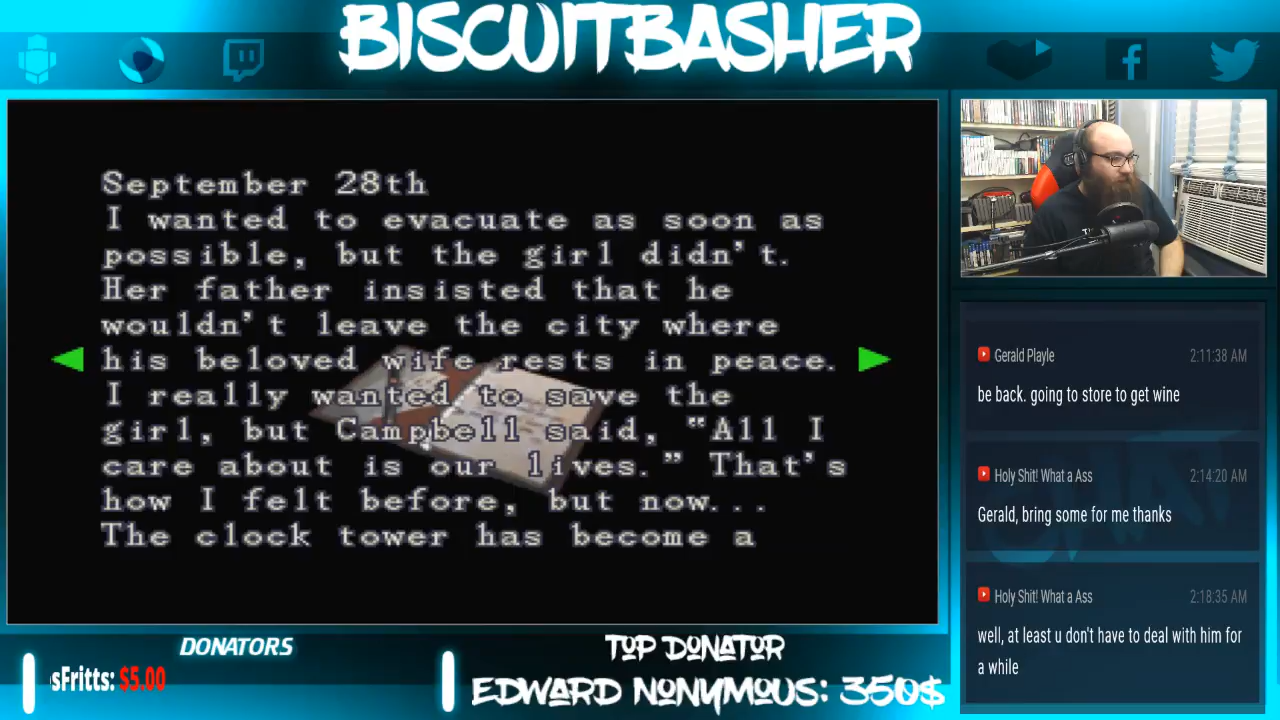 BISCUITBASHER
September 28th
I wanted to evacuate as soon as
possible, but the girl didn't.
Her father insisted that he
wouldn't leave the city where
his beloved wife rests in peace.
I really wanted to save the
girl, but Campbell said, "All I
care about is our lives." That's
how I felt before, but now...
The clock tower has become a
Gerald Playle 2:11:38 AM
be back. going to store to get wine
Holy Shit! What a Ass 2:14:20 AM
Gerald, bring some for me thanks
Holy Shit! What a Ass 2:18:35 AM
well, at least u don't have to deal with him for
a while
DONATORS
sFritts: $5.00
TOP DONATOR
EDWARD NONYMOUS: 350$